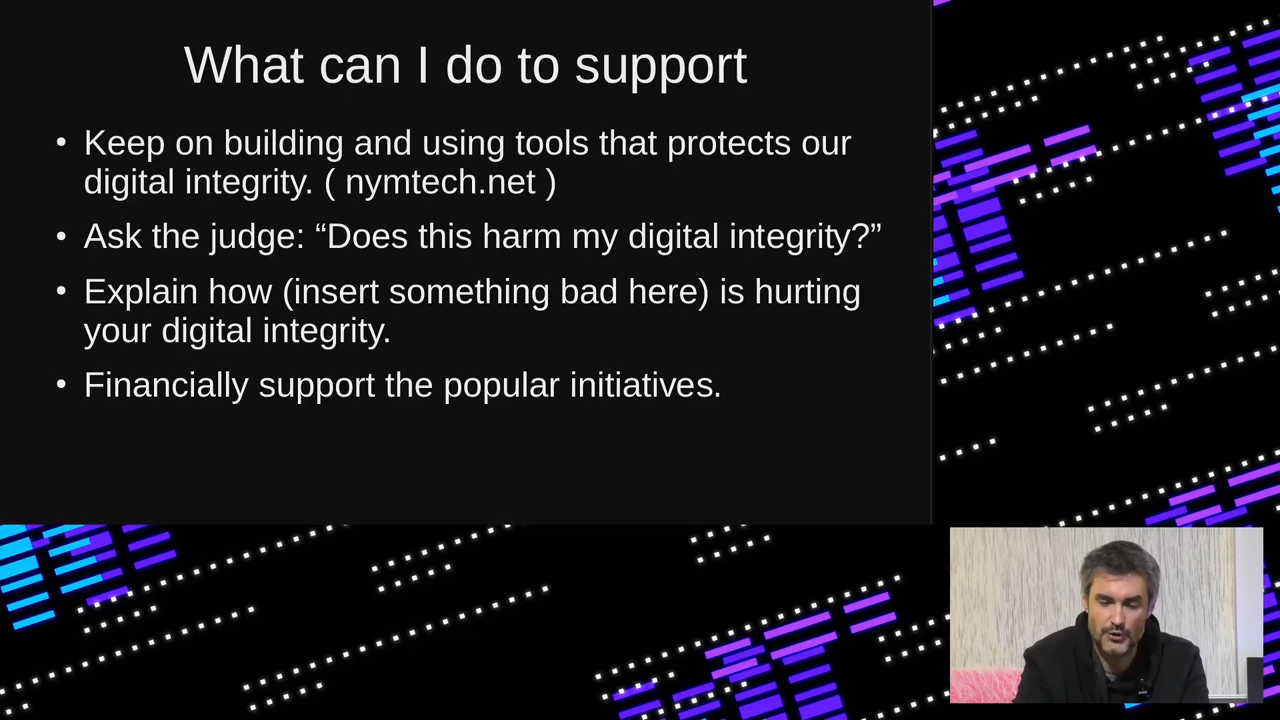 What can I do to support
• Keep on building and using tools that protects our
digital integrity. ( nymtech.net )
• Ask the judge: “Does this harm my digital integrity?”
• Explain how (insert something bad here) is hurting
your digital integrity.
• Financially support the popular initiatives.